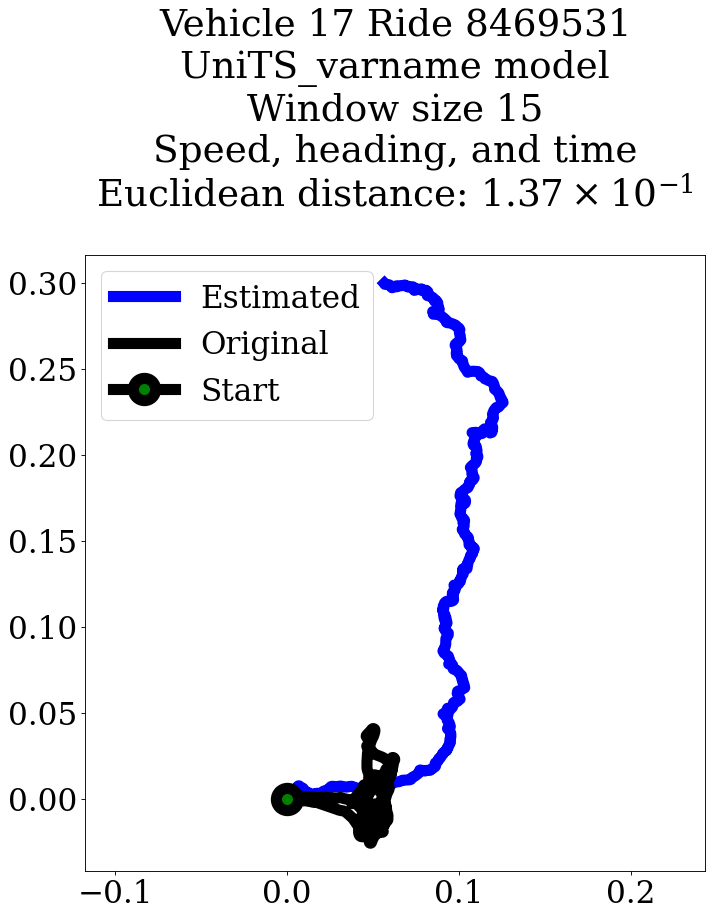 Vehicle 17 Ride 8469531
UniTS_varname model
Window size 15
Speed, heading, and time
Euclidean distance: 1.37 × 10⁻¹
Estimated
Original
Start
0.30
0.25
0.20
0.15
0.10
0.05
0.00
−0.1
0.0
0.1
0.2